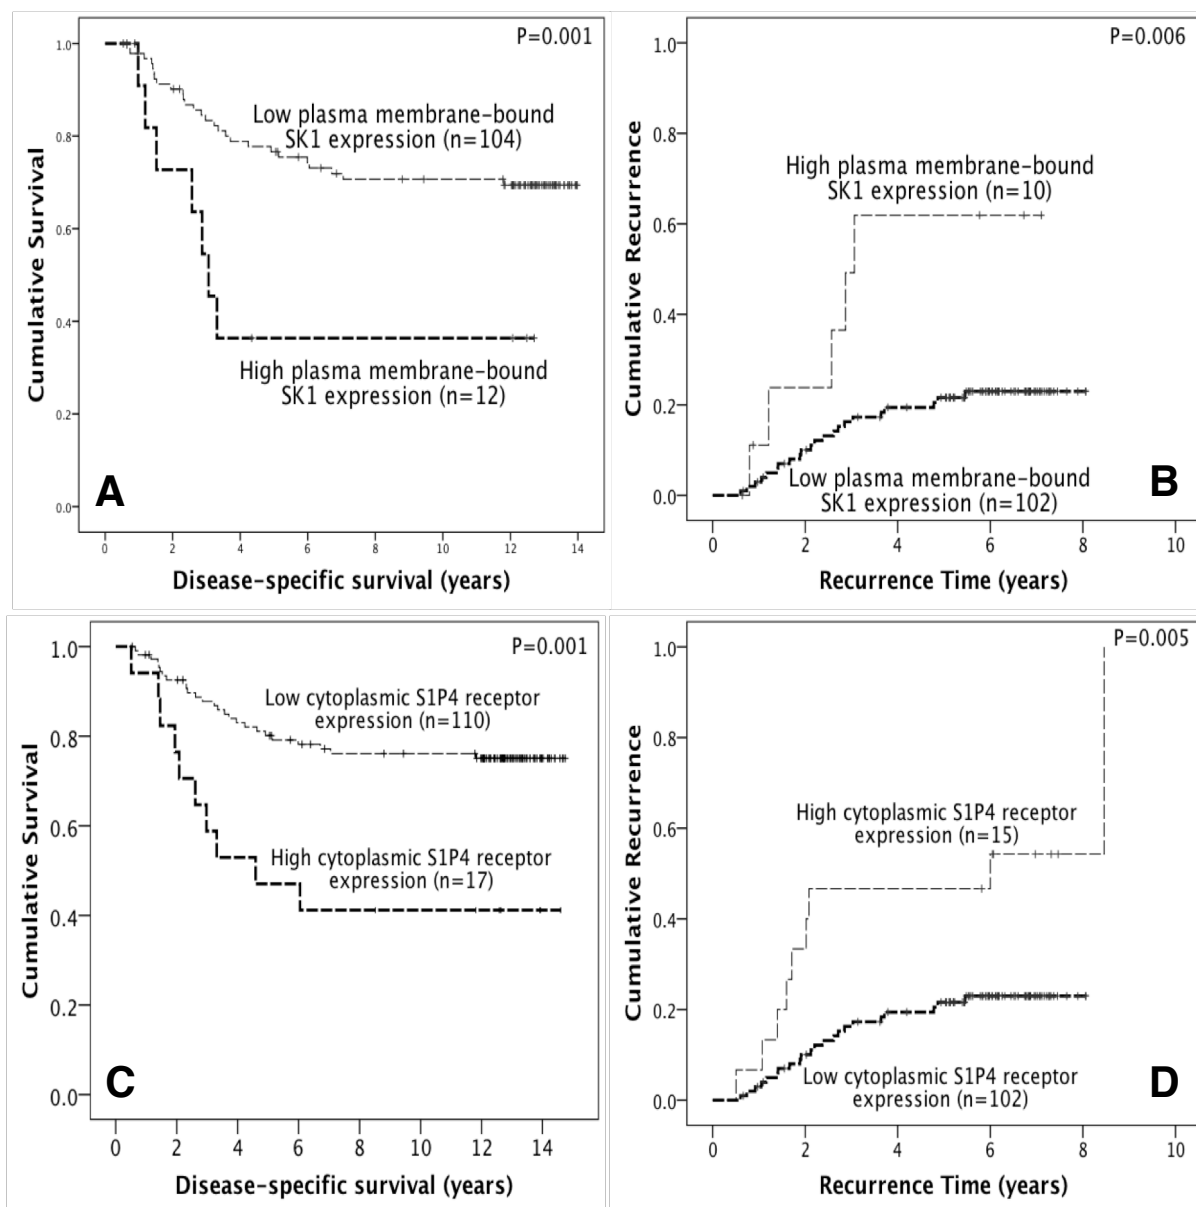 P=0.001
1.0
0.8
0.6
0.4
0.2
0.0
Cumulative Survival
Low plasma membrane-bound
SK1 expression (n=104)
High plasma membrane-bound
SK1 expression (n=12)
A
0 2 4 6 8 10 12 14
Disease-specific survival (years)
P=0.006
1.0
0.8
0.6
0.4
0.2
0.0
Cumulative Recurrence
High plasma membrane-bound
SK1 expression (n=10)
Low plasma membrane-bound
SK1 expression (n=102)
B
0 2 4 6 8 10
Recurrence Time (years)
P=0.001
1.0
0.8
0.6
0.4
0.2
0.0
Cumulative Survival
Low cytoplasmic S1P4 receptor
expression (n=110)
High cytoplasmic S1P4 receptor
expression (n=17)
C
0 2 4 6 8 10 12 14
Disease-specific survival (years)
P=0.005
1.0
0.8
0.6
0.4
0.2
0.0
Cumulative Recurrence
High cytoplasmic S1P4 receptor
expression (n=15)
Low cytoplasmic S1P4 receptor
expression (n=102)
D
0 2 4 6 8 10
Recurrence Time (years)